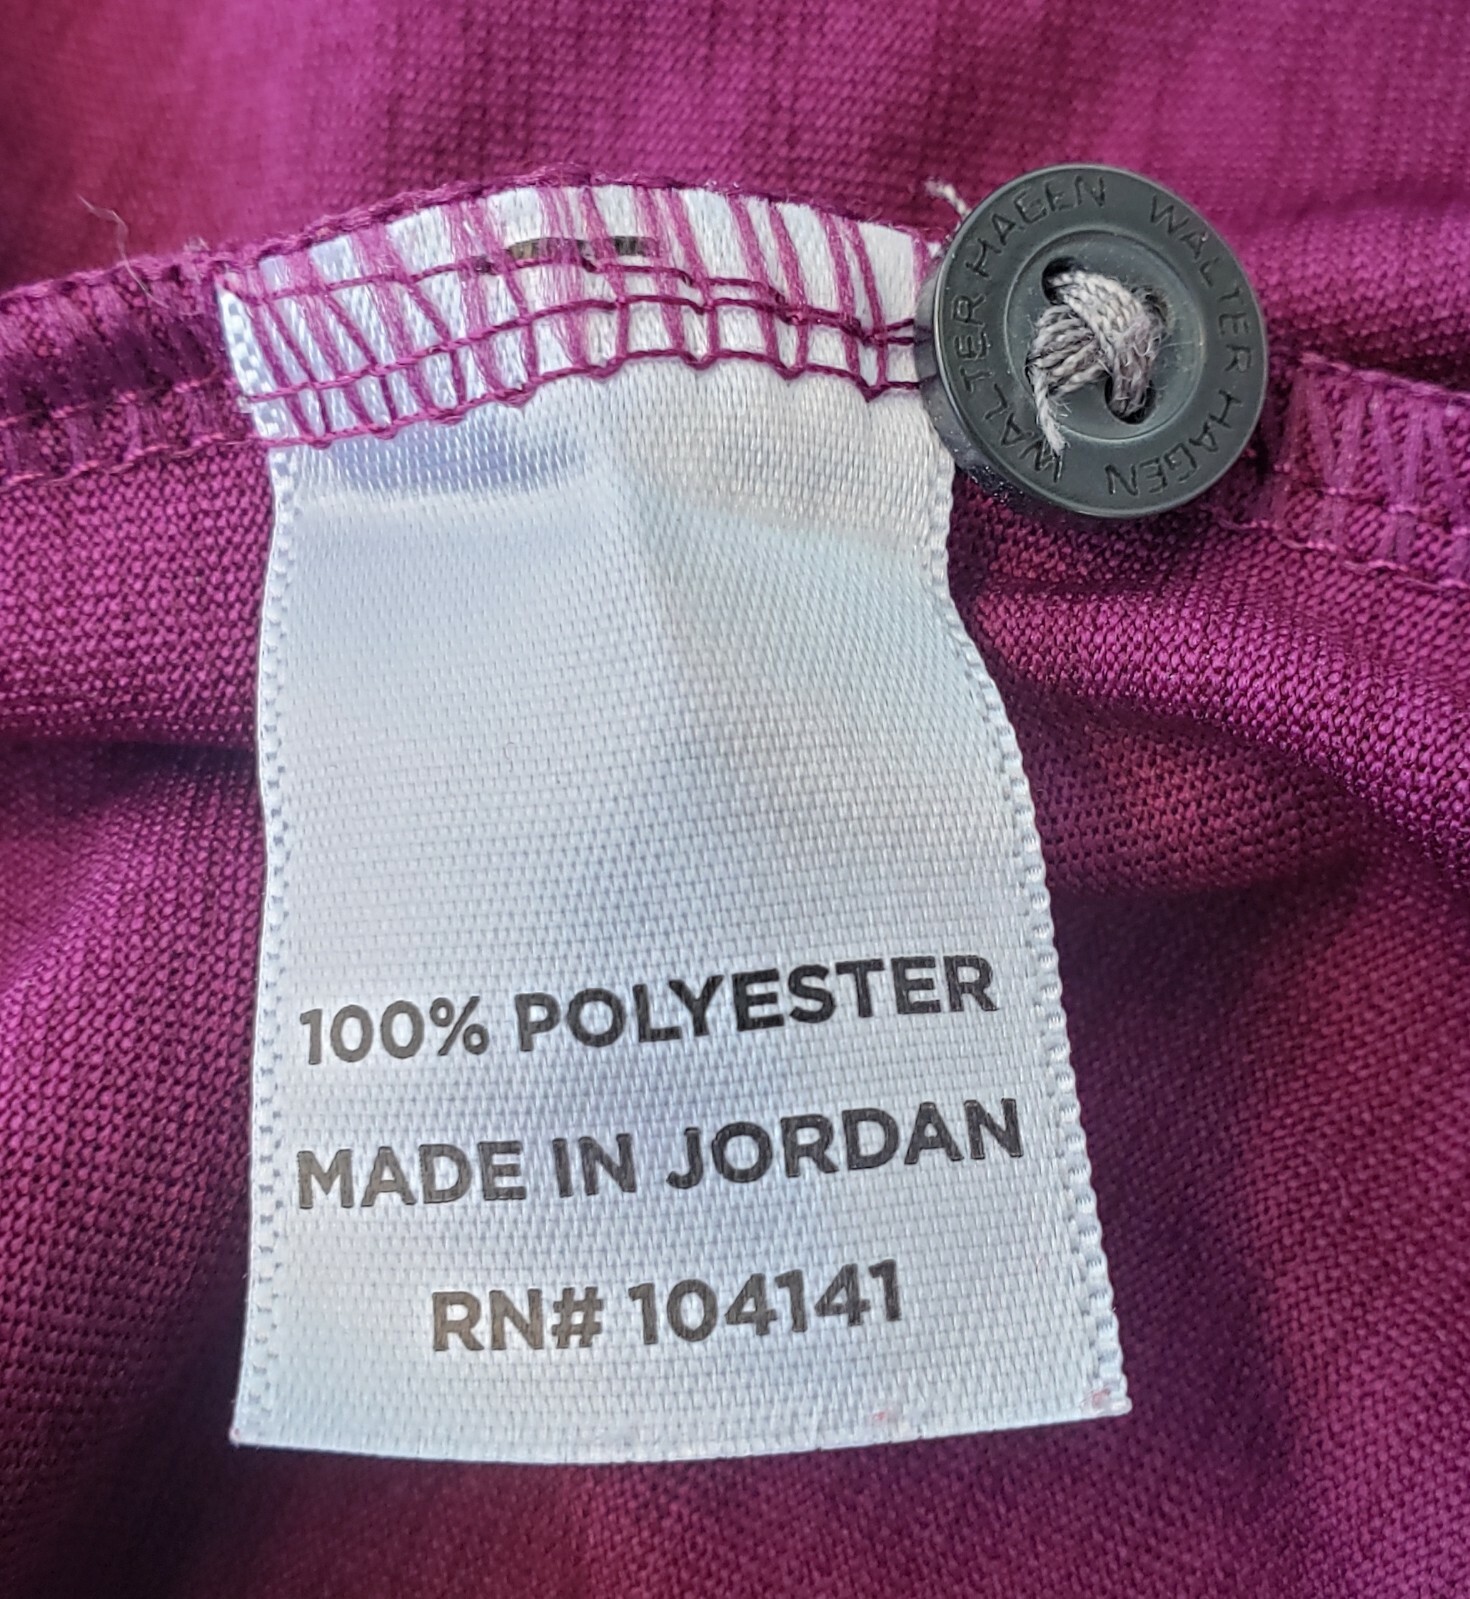 WALTER HAGEN WALTER HAGEN
100% POLYESTER
MADE IN JORDAN
RN# 104141